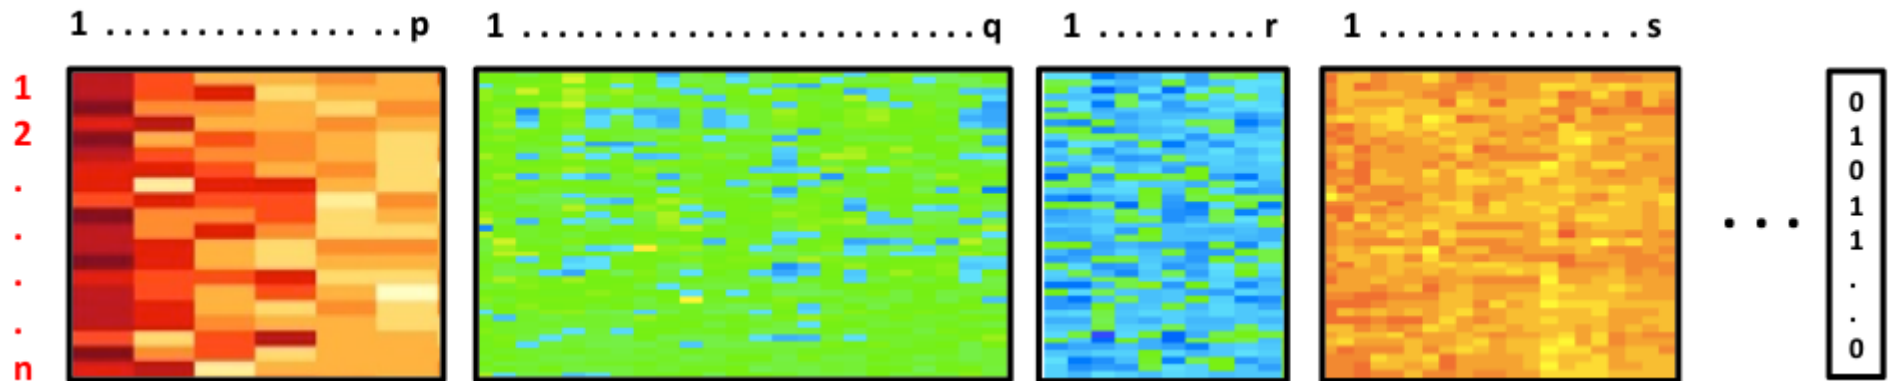 1 . . . . . . . . . . . . . . . . p
1 . . . . . . . . . . . . . . . . . . . . . . . . . q
1 . . . . . . . . . . r
1 . . . . . . . . . . . . . . s
1
2
.
.
.
.
n
. . .
0
1
0
1
1
.
.
0